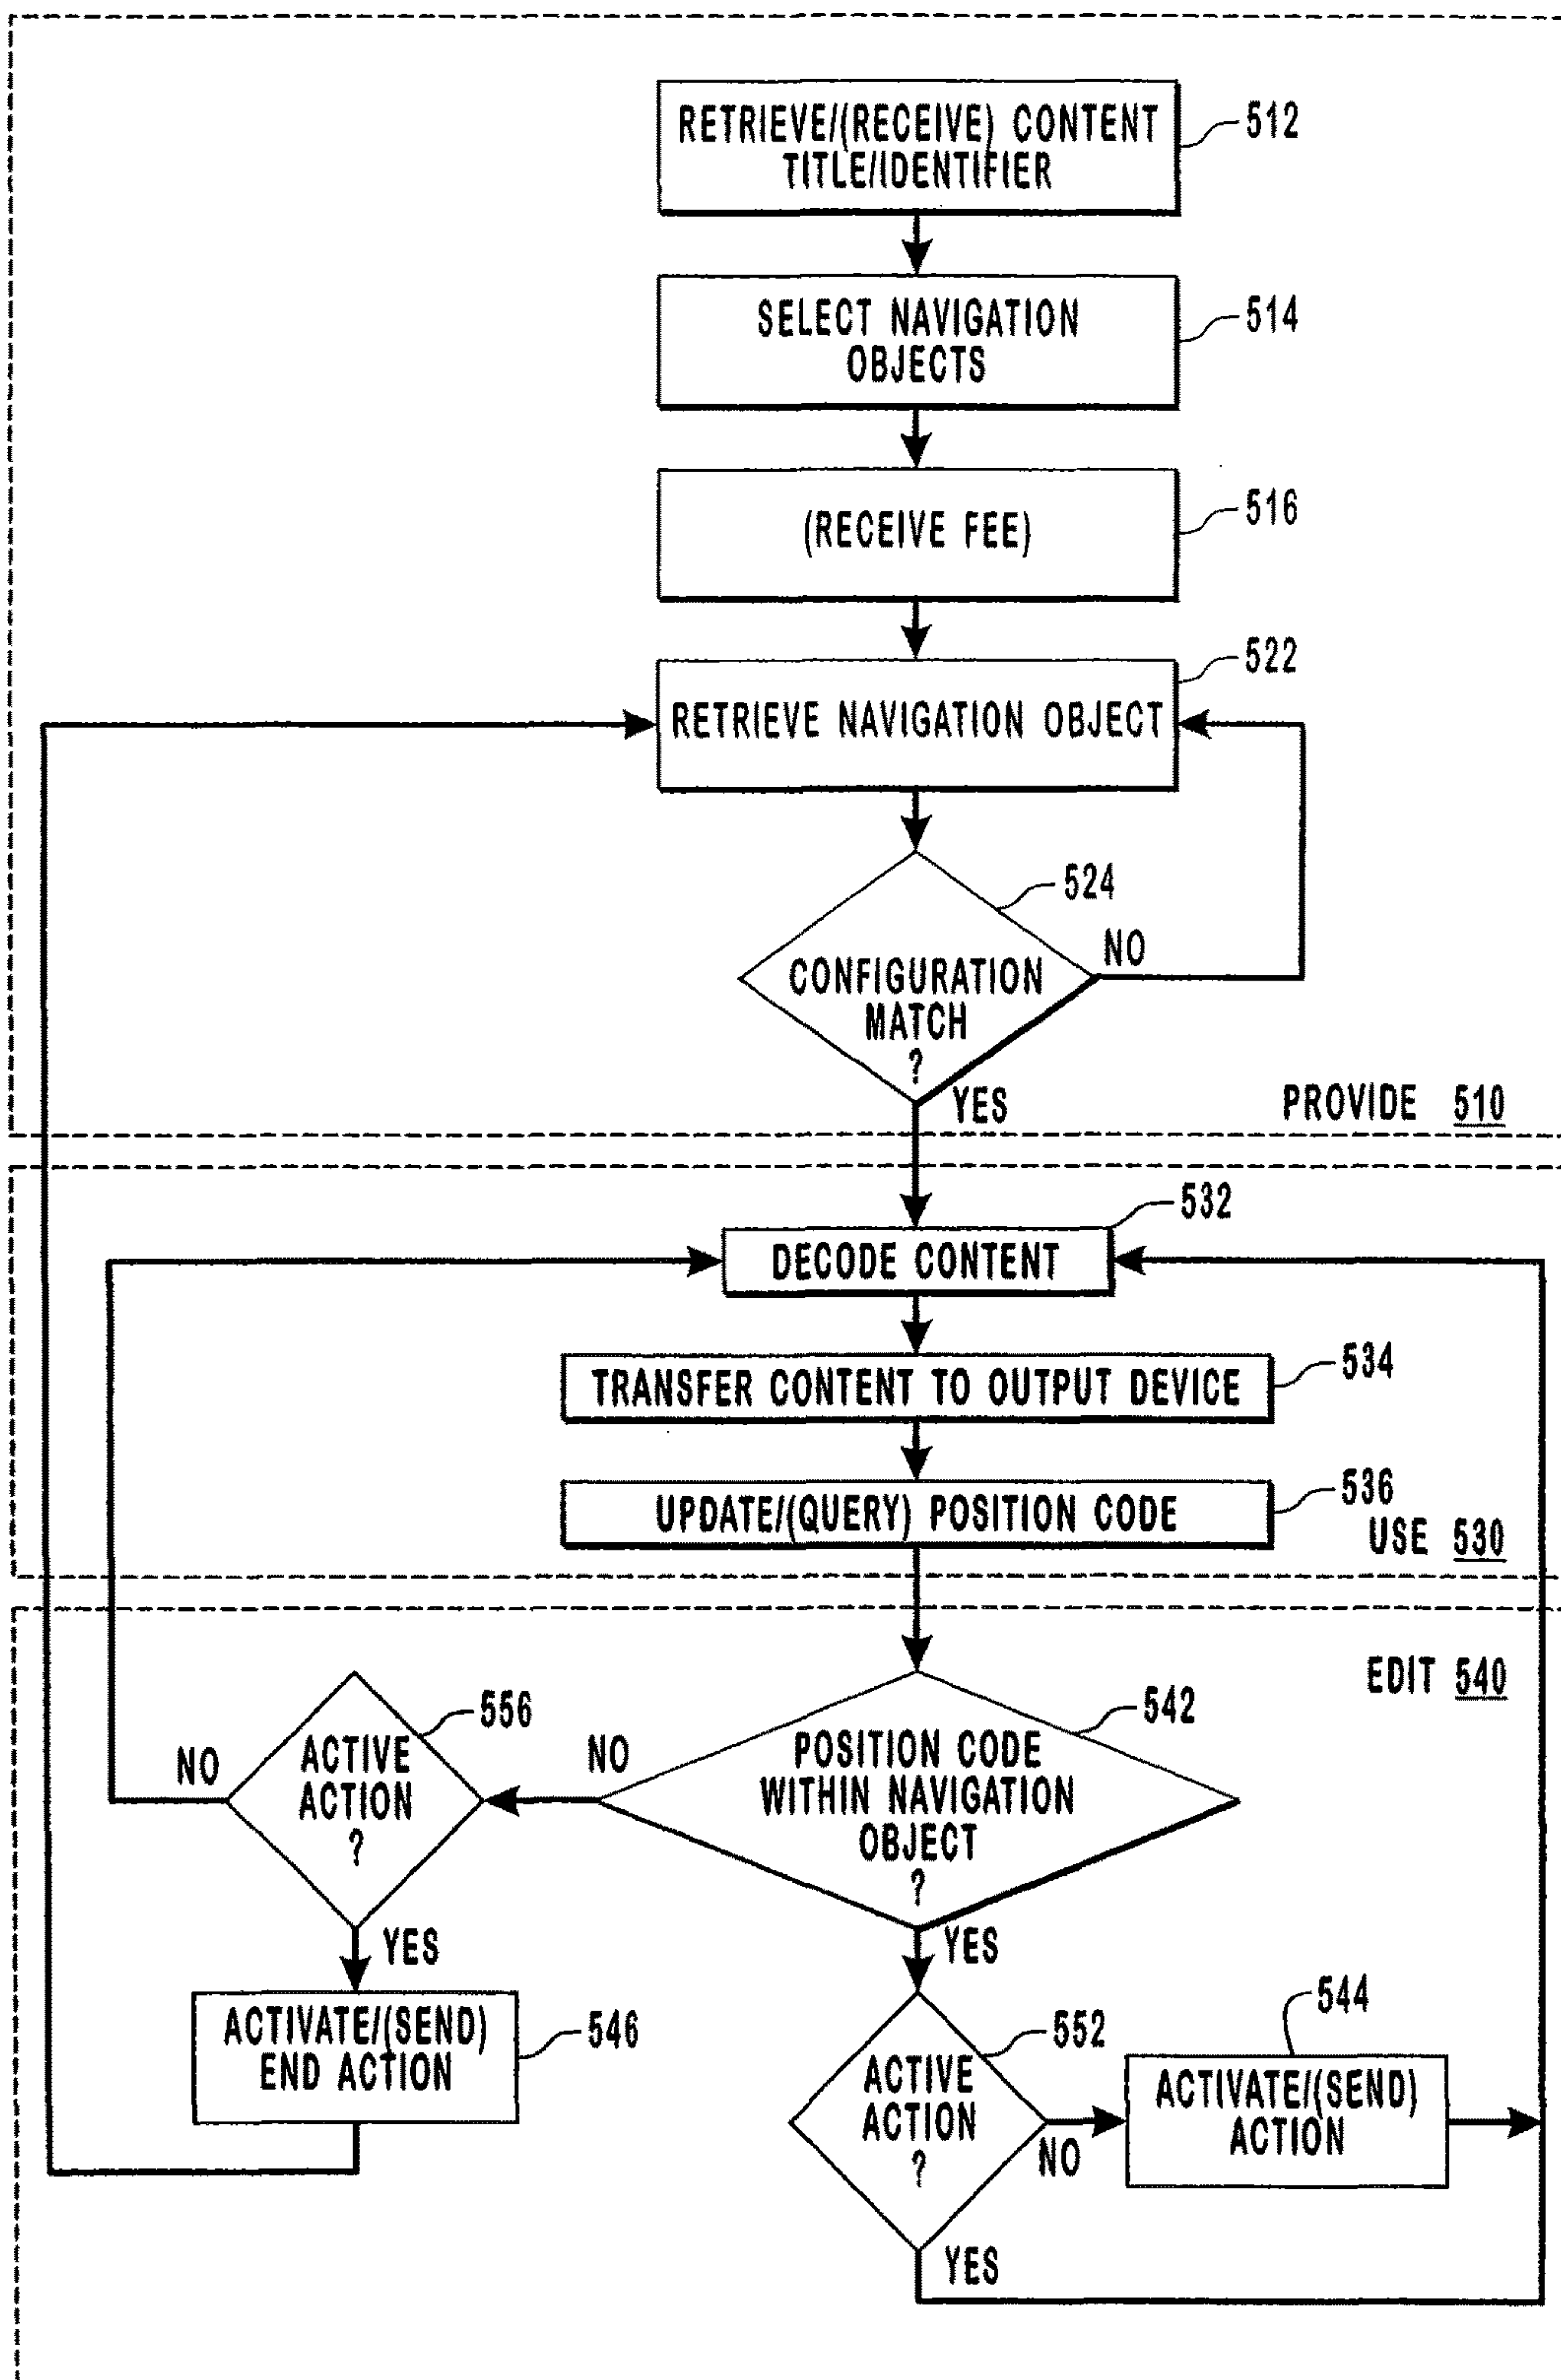 RETRIEVE/(RECEIVE) CONTENT
TITLE/IDENTIFIER
512
SELECT NAVIGATION
OBJECTS
514
(RECEIVE FEE)
516
522
RETRIEVE NAVIGATION OBJECT
524
CONFIGURATION
MATCH
?
NO
YES
PROVIDE 510
532
DECODE CONTENT
534
TRANSFER CONTENT TO OUTPUT DEVICE
536
UPDATE/(QUERY) POSITION CODE
USE 530
EDIT 540
542
POSITION CODE
WITHIN NAVIGATION
OBJECT
?
NO
YES
556
ACTIVE
ACTION
?
NO
YES
ACTIVATE/(SEND)
END ACTION
546
552
ACTIVE
ACTION
?
NO
YES
544
ACTIVATE/(SEND)
ACTION